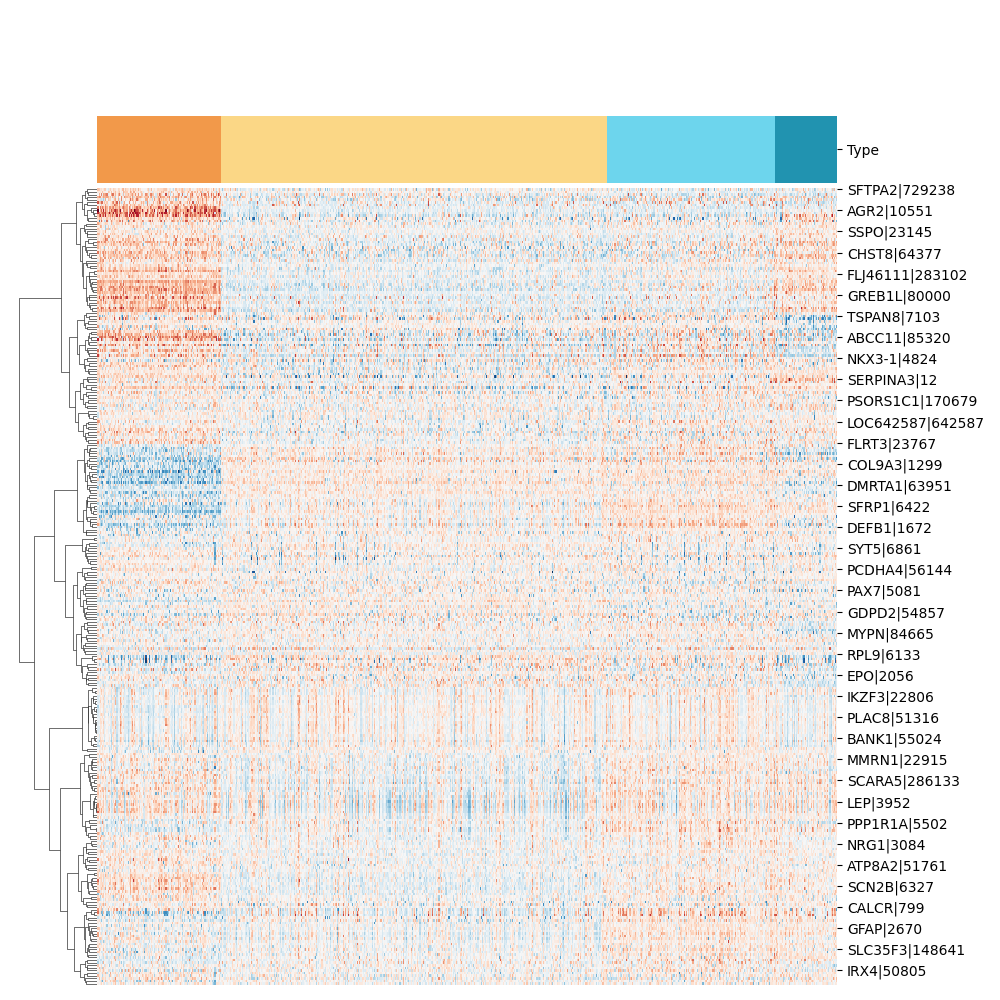 Type
SFTPA2|729238
AGR2|10551
SSPO|23145
CHST8|64377
FLJ46111|283102
GREB1L|80000
TSPAN8|7103
ABCC11|85320
NKX3-1|4824
SERPINA3|12
PSORS1C1|170679
LOC642587|642587
FLRT3|23767
COL9A3|1299
DMRTA1|63951
SFRP1|6422
DEFB1|1672
SYT5|6861
PCDHA4|56144
PAX7|5081
GDPD2|54857
MYPN|84665
RPL9|6133
EPO|2056
IKZF3|22806
PLAC8|51316
BANK1|55024
MMRN1|22915
SCARA5|286133
LEP|3952
PPP1R1A|5502
NRG1|3084
ATP8A2|51761
SCN2B|6327
CALCR|799
GFAP|2670
SLC35F3|148641
IRX4|50805